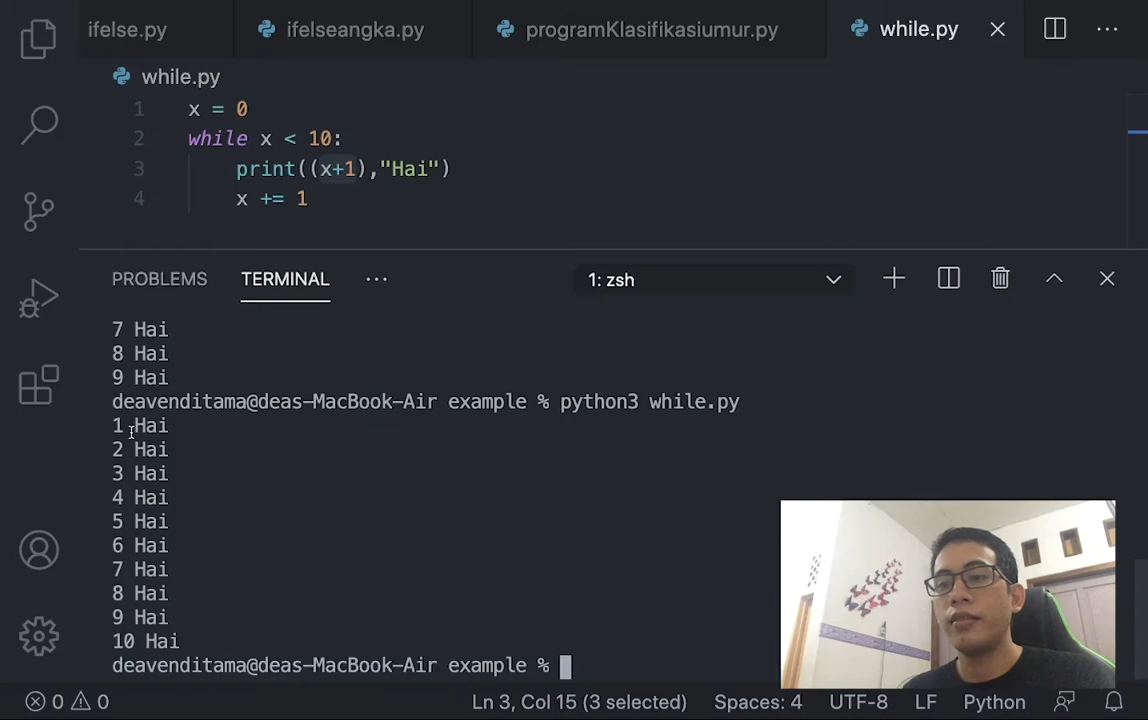 ifelse.py ifelseangka.py programKlasifikasiumur.py while.py
while.py
1 x = 0
2 while x < 10:
3 print((x+1),"Hai")
4 x += 1
PROBLEMS TERMINAL 1: zsh
7 Hai
8 Hai
9 Hai
deavenditama@deas-MacBook-Air example % python3 while.py
1 Hai
2 Hai
3 Hai
4 Hai
5 Hai
6 Hai
7 Hai
8 Hai
9 Hai
10 Hai
deavenditama@deas-MacBook-Air example %
0 0 Ln 3, Col 15 (3 selected) Spaces: 4 UTF-8 LF Python